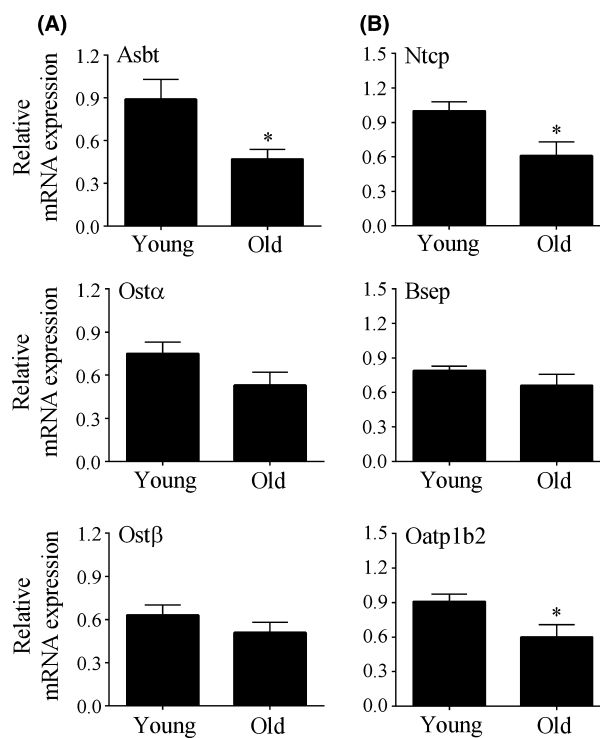 (A)
Asbt
Relative
mRNA expression
1.2
0.9
0.6
0.3
0.0
*
Young Old
(B)
Ntcp
1.5
1.2
0.9
0.6
0.3
0.0
*
Young Old
Ostα
Relative
mRNA expression
1.2
0.9
0.6
0.3
0.0
Young Old
Bsep
1.5
1.2
0.9
0.6
0.3
0.0
Young Old
Ostβ
Relative
mRNA expression
1.2
0.9
0.6
0.3
0.0
Young Old
Oatp1b2
1.5
1.2
0.9
0.6
0.3
0.0
*
Young Old